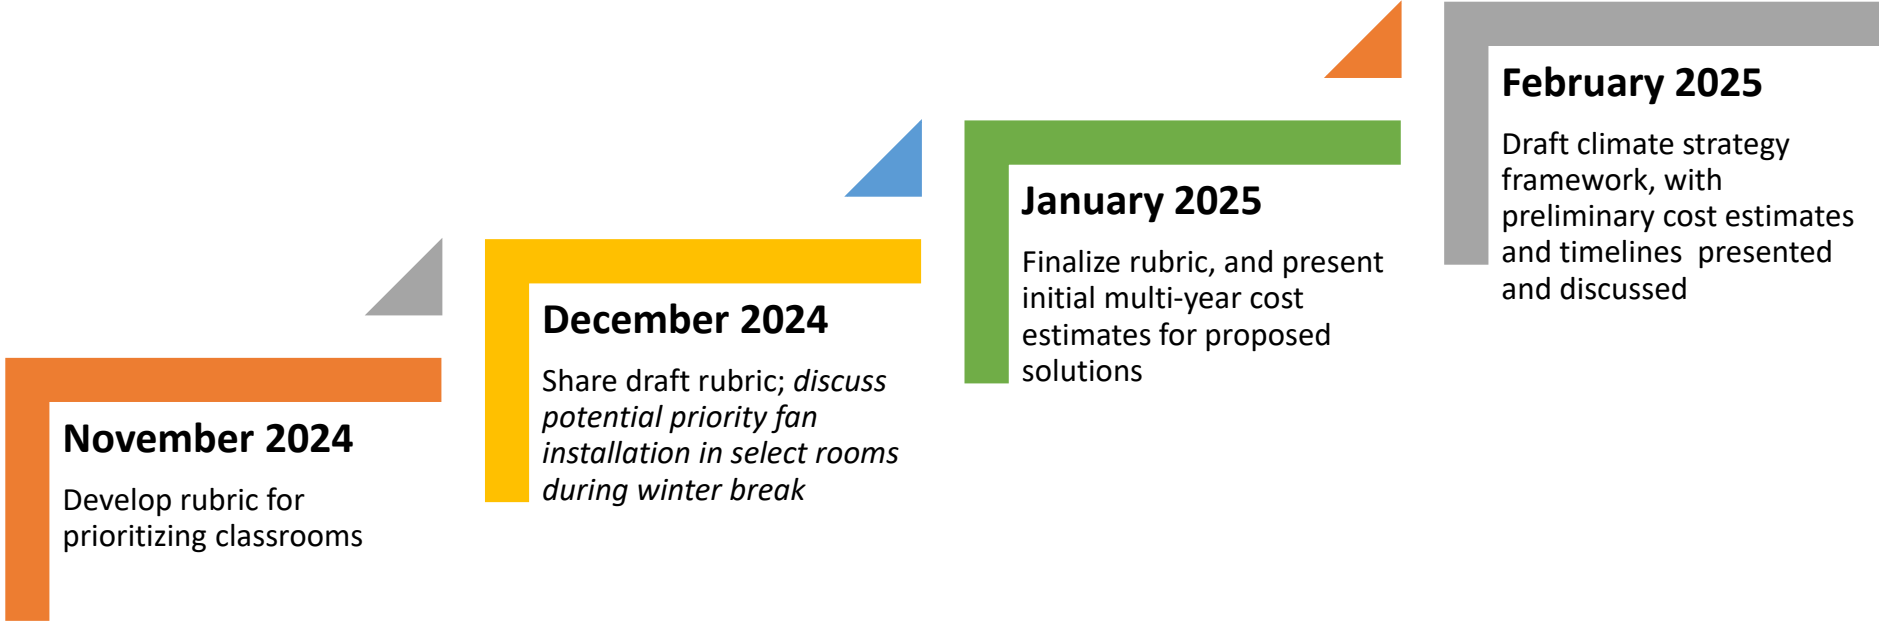 November 2024
Develop rubric for
prioritizing classrooms
December 2024
Share draft rubric; discuss
potential priority fan
installation in select rooms
during winter break
January 2025
Finalize rubric, and present
initial multi-year cost
estimates for proposed
solutions
February 2025
Draft climate strategy
framework, with
preliminary cost estimates
and timelines  presented
and discussed